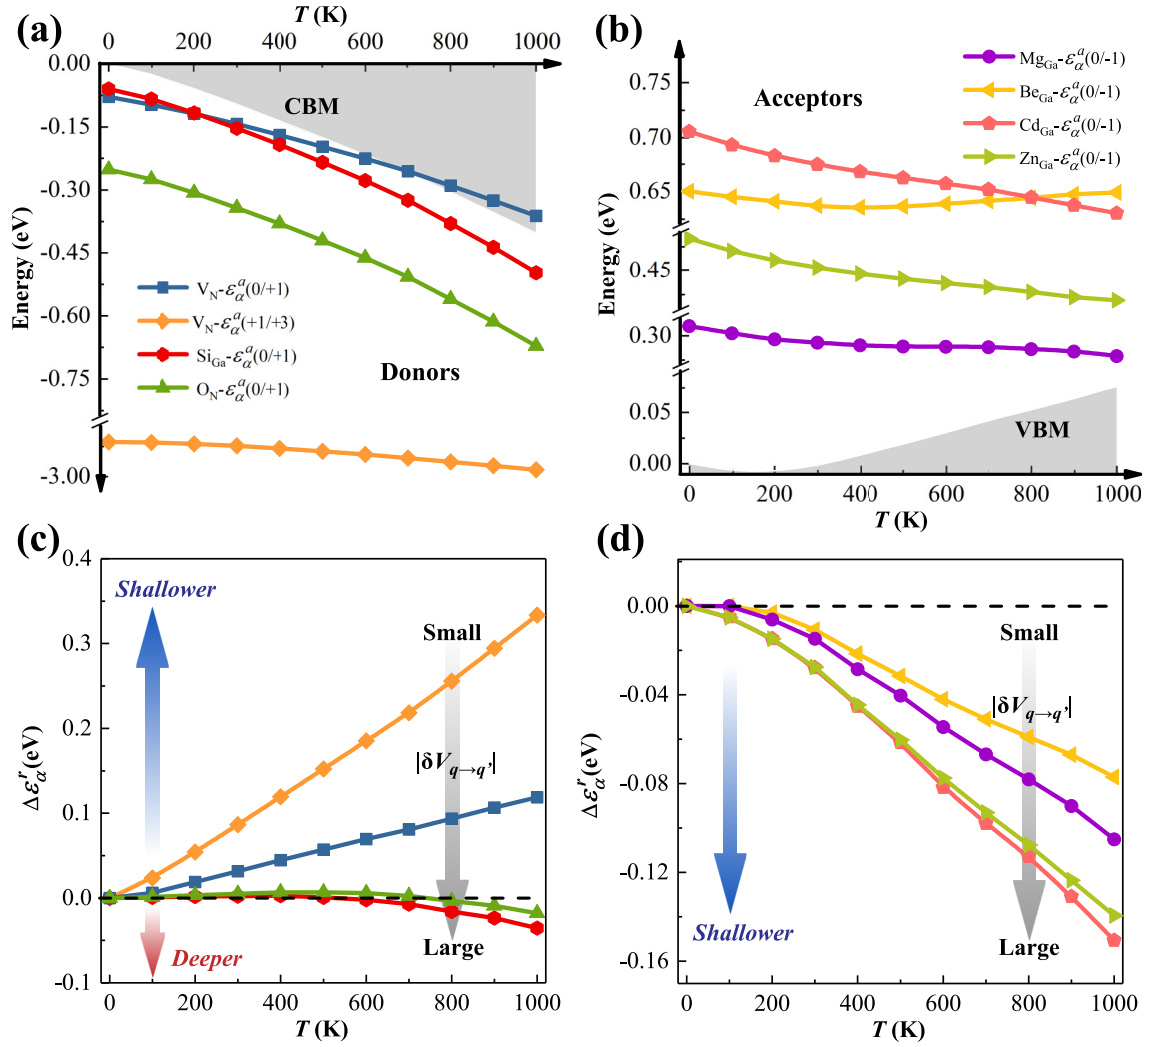 (a)
T (K)
0 200 400 600 800 1000
0.00
-0.15
-0.30
-0.45
-0.60
-0.75
-3.00
Energy (eV)
CBM
V_N-ε_α^a(0/+1)
V_N-ε_α^a(+1/+3)
Si_Ga-ε_α^a(0/+1)
O_N-ε_α^a(0/+1)
Donors
(b)
0.75
0.70
0.65
0.45
0.30
0.05
0.00
Energy (eV)
Acceptors
Mg_Ga-ε_α^a(0/-1)
Be_Ga-ε_α^a(0/-1)
Cd_Ga-ε_α^a(0/-1)
Zn_Ga-ε_α^a(0/-1)
VBM
0 200 400 600 800 1000
T (K)
(c)
0.4
0.3
0.2
0.1
0.0
-0.1
Δε_α^r(eV)
Shallower
Small
|δV_q→q'|
Large
Deeper
0 200 400 600 800 1000
T (K)
(d)
0.00
-0.04
-0.08
-0.12
-0.16
Δε_α^r(eV)
Small
|δV_q→q'|
Shallower
Large
0 200 400 600 800 1000
T (K)